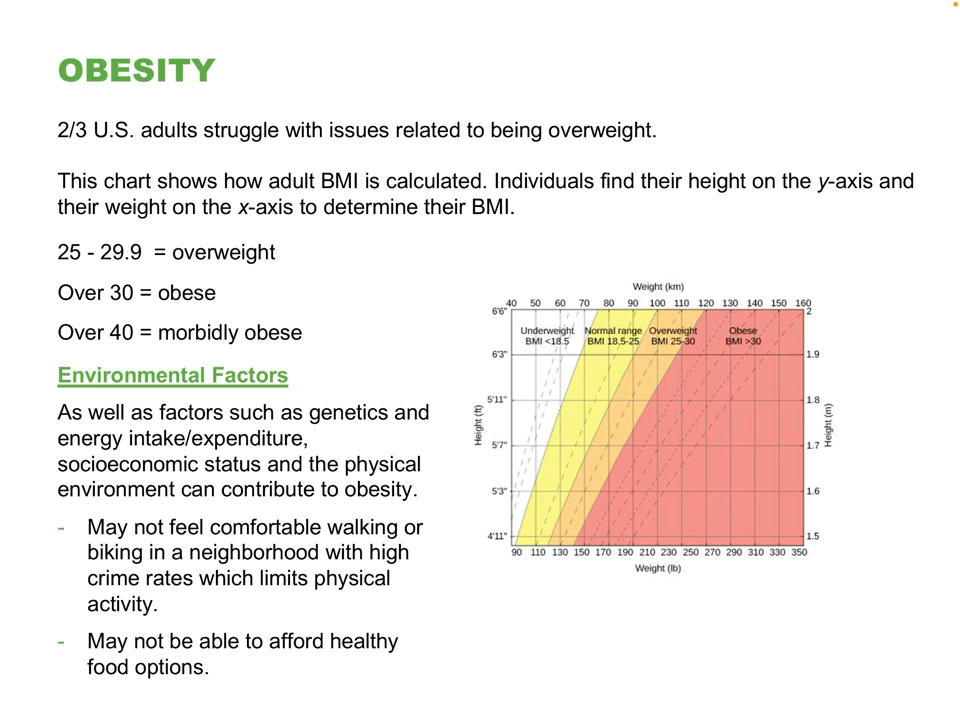 OBESITY
2/3 U.S. adults struggle with issues related to being overweight.
This chart shows how adult BMI is calculated. Individuals find their height on the y-axis and
their weight on the x-axis to determine their BMI.
25 - 29.9 = overweight
Over 30 = obese
Over 40 = morbidly obese
Environmental Factors
As well as factors such as genetics and
energy intake/expenditure,
socioeconomic status and the physical
environment can contribute to obesity.
- May not feel comfortable walking or
biking in a neighborhood with high
crime rates which limits physical
activity.
- May not be able to afford healthy
food options.
Weight (km)
40 50 60 70 80 90 100 110 120 130 140 150 160
Underweight Normal range Overweight Obese
BMI <18.5 BMI 18.5-25 BMI 25-30 BMI >30
6'6" 2
6'3" 1.9
5'11" 1.8
5'7" 1.7
5'3" 1.6
4'11" 1.5
Height (ft)
Height (m)
90 110 130 150 170 190 210 230 250 270 290 310 330 350
Weight (lb)